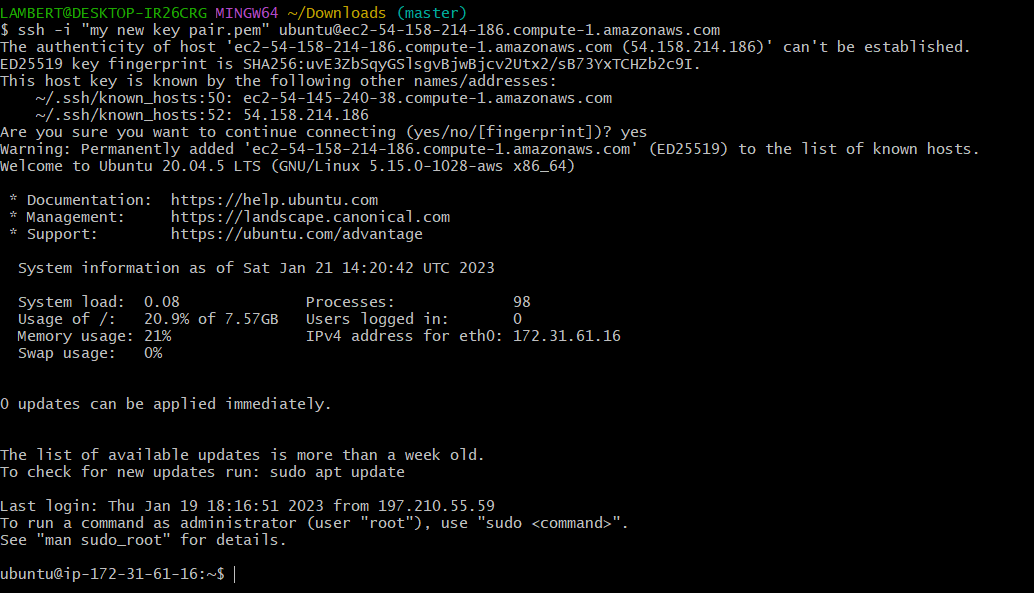 LAMBERT@DESKTOP-IR26CRG MINGW64 ~/Downloads (master)
$ ssh -i "my new key pair.pem" ubuntu@ec2-54-158-214-186.compute-1.amazonaws.com
The authenticity of host 'ec2-54-158-214-186.compute-1.amazonaws.com (54.158.214.186)' can't be established.
ED25519 key fingerprint is SHA256:uvE3ZbSqyGSlsgvBjwBjcv2Utx2/sB73YxTCHZb2c9I.
This host key is known by the following other names/addresses:
    ~/.ssh/known_hosts:50: ec2-54-145-240-38.compute-1.amazonaws.com
    ~/.ssh/known_hosts:52: 54.158.214.186
Are you sure you want to continue connecting (yes/no/[fingerprint])? yes
Warning: Permanently added 'ec2-54-158-214-186.compute-1.amazonaws.com' (ED25519) to the list of known hosts.
Welcome to Ubuntu 20.04.5 LTS (GNU/Linux 5.15.0-1028-aws x86_64)

 * Documentation:  https://help.ubuntu.com
 * Management:     https://landscape.canonical.com
 * Support:        https://ubuntu.com/advantage

  System information as of Sat Jan 21 14:20:42 UTC 2023

  System load:  0.08              Processes:             98
  Usage of /:   20.9% of 7.57GB   Users logged in:       0
  Memory usage: 21%               IPv4 address for eth0: 172.31.61.16
  Swap usage:   0%


0 updates can be applied immediately.


The list of available updates is more than a week old.
To check for new updates run: sudo apt update

Last login: Thu Jan 19 18:16:51 2023 from 197.210.55.59
To run a command as administrator (user "root"), use "sudo <command>".
See "man sudo_root" for details.

ubuntu@ip-172-31-61-16:~$